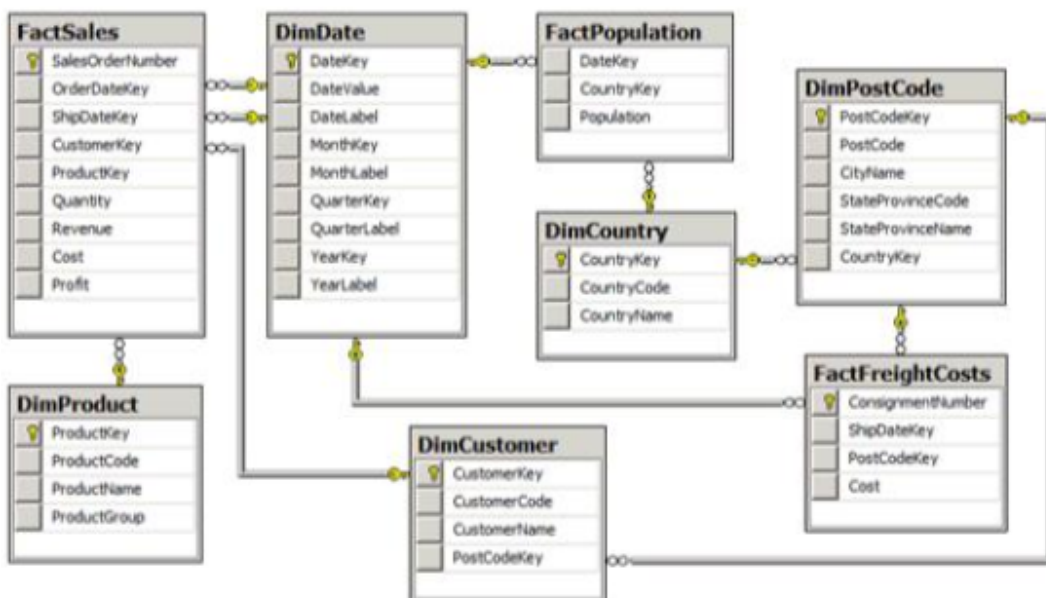 FactSales
SalesOrderNumber
OrderDateKey
ShipDateKey
CustomerKey
ProductKey
Quantity
Revenue
Cost
Profit
DimDate
DateKey
DateValue
DateLabel
MonthKey
MonthLabel
QuarterKey
QuarterLabel
YearKey
YearLabel
FactPopulation
DateKey
CountryKey
Population
DimPostCode
PostCodeKey
PostCode
CityName
StateProvinceCode
StateProvinceName
CountryKey
DimCountry
CountryKey
CountryCode
CountryName
DimProduct
ProductKey
ProductCode
ProductName
ProductGroup
DimCustomer
CustomerKey
CustomerCode
CustomerName
PostCodeKey
FactFreightCosts
ConsignmentNumber
ShipDateKey
PostCodeKey
Cost